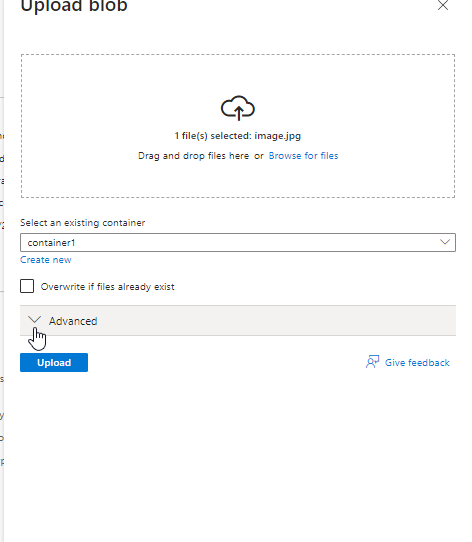 Upload blob
1 file(s) selected: image.jpg
Drag and drop files here or Browse for files
Select an existing container
container1
Create new
Overwrite if files already exist
Advanced
Upload
Give feedback